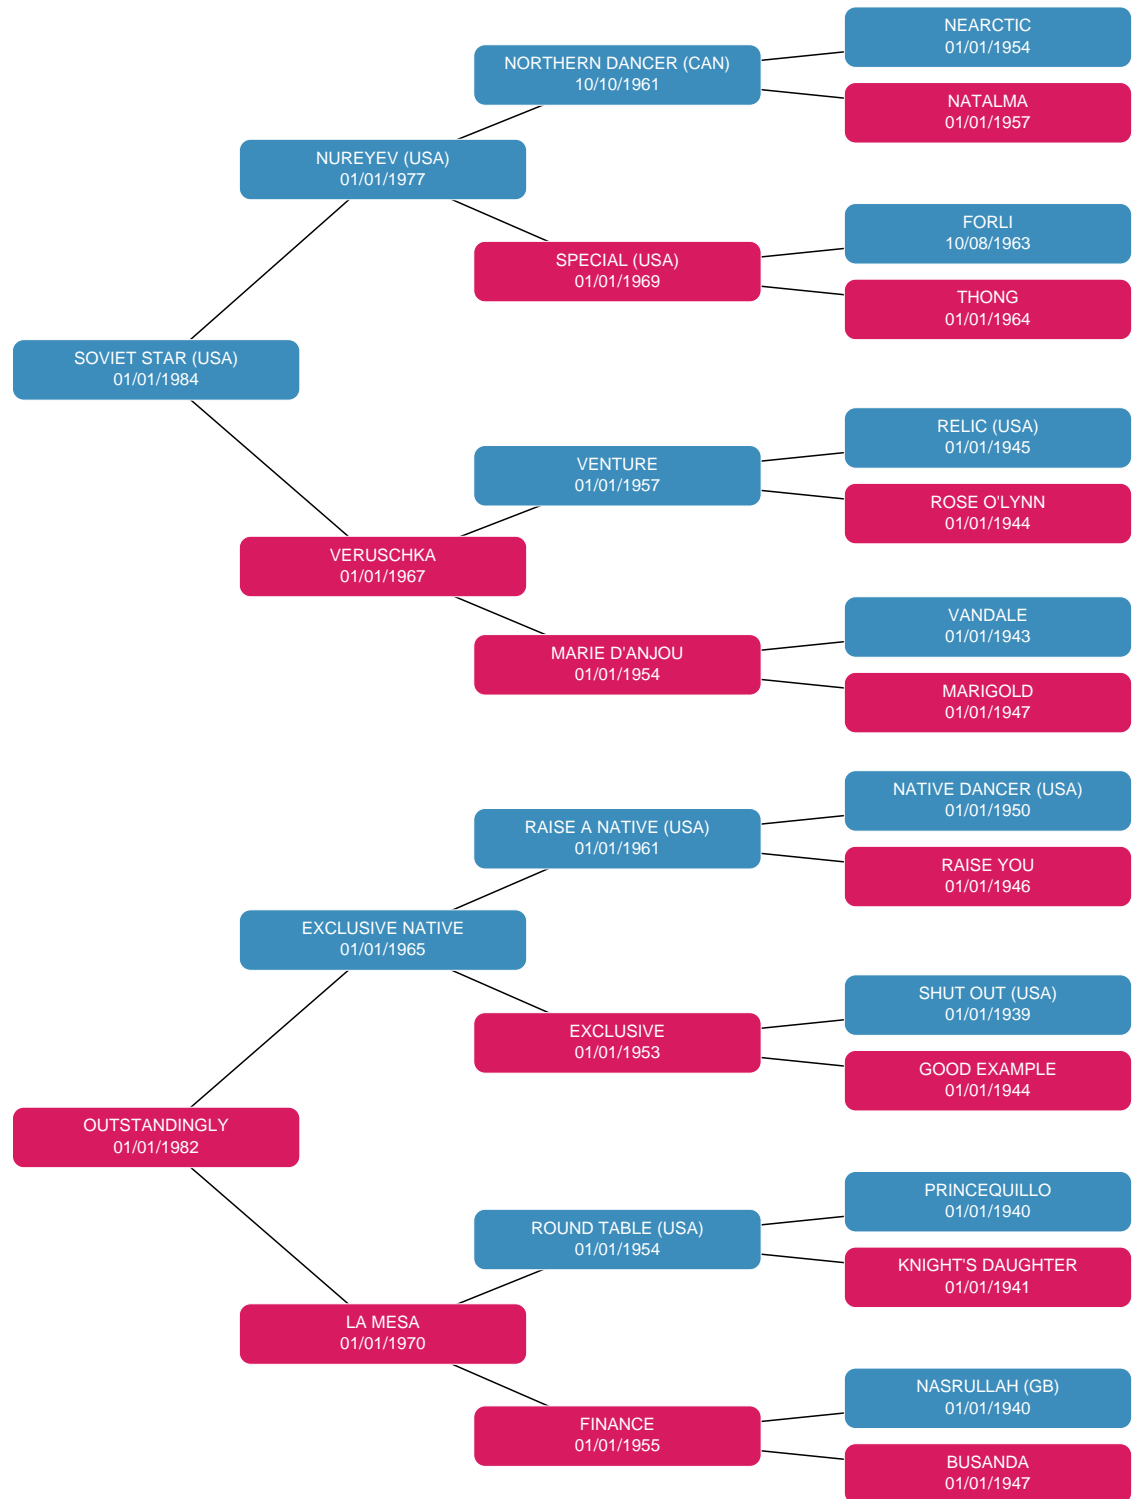 NEARCTIC
01/01/1954
NORTHERN DANCER (CAN)
10/10/1961
NATALMA
01/01/1957
NUREYEV (USA)
01/01/1977
FORLI
10/08/1963
SPECIAL (USA)
01/01/1969
THONG
01/01/1964
SOVIET STAR (USA)
01/01/1984
RELIC (USA)
01/01/1945
VENTURE
01/01/1957
ROSE O'LYNN
01/01/1944
VERUSCHKA
01/01/1967
VANDALE
01/01/1943
MARIE D'ANJOU
01/01/1954
MARIGOLD
01/01/1947
NATIVE DANCER (USA)
01/01/1950
RAISE A NATIVE (USA)
01/01/1961
RAISE YOU
01/01/1946
EXCLUSIVE NATIVE
01/01/1965
SHUT OUT (USA)
01/01/1939
EXCLUSIVE
01/01/1953
GOOD EXAMPLE
01/01/1944
OUTSTANDINGLY
01/01/1982
PRINCEQUILLO
01/01/1940
ROUND TABLE (USA)
01/01/1954
KNIGHT'S DAUGHTER
01/01/1941
LA MESA
01/01/1970
NASRULLAH (GB)
01/01/1940
FINANCE
01/01/1955
BUSANDA
01/01/1947